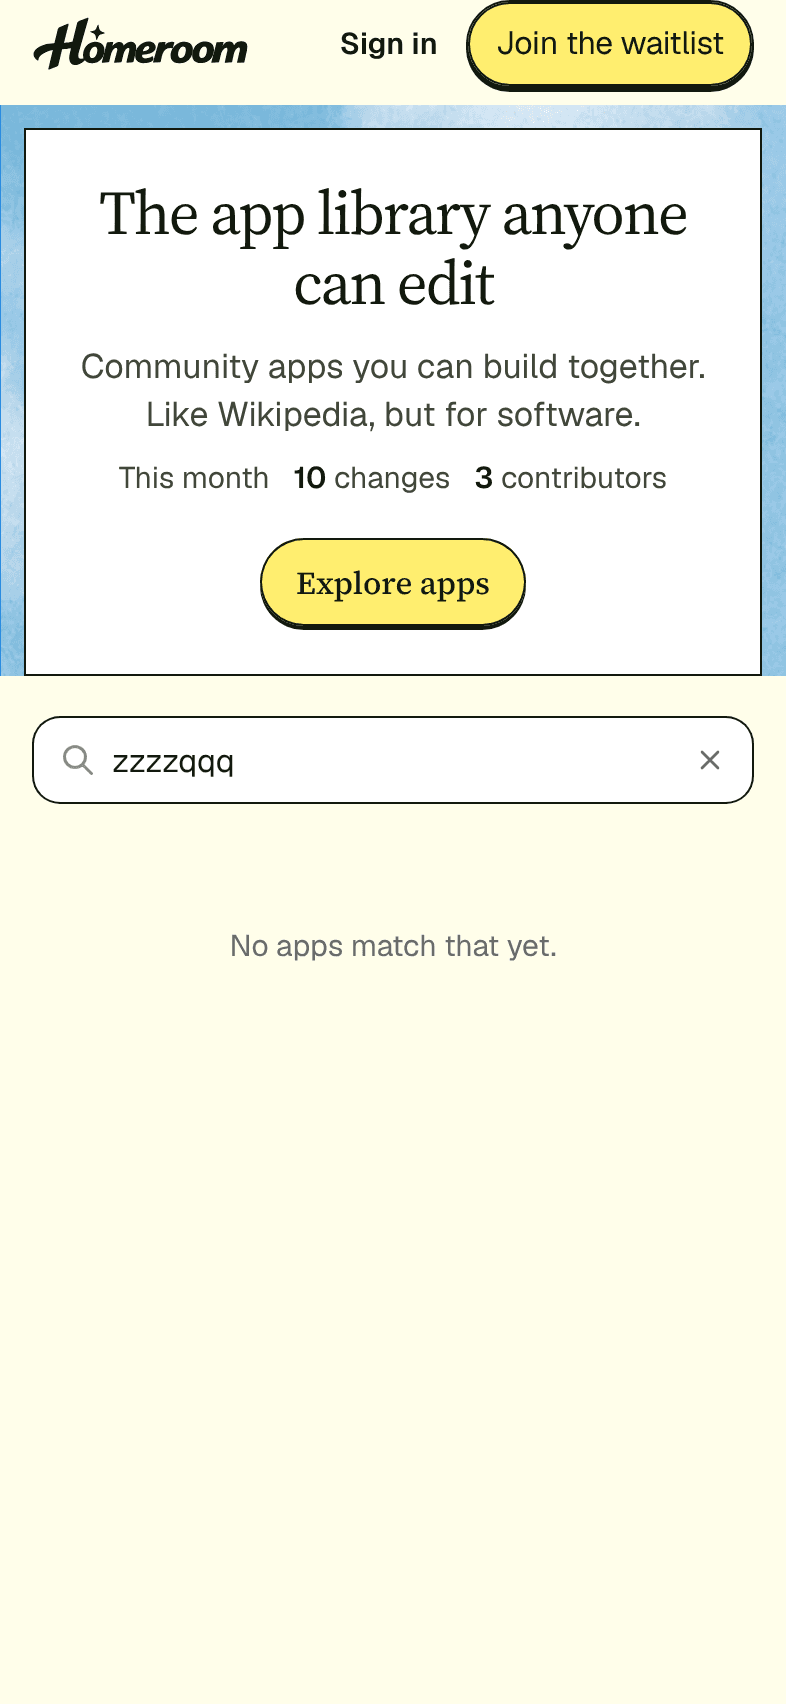 Homeroom
Sign in
Join the waitlist
The app library anyone
can edit
Community apps you can build together.
Like Wikipedia, but for software.
This month 10 changes 3 contributors
Explore apps
zzzzqqq
No apps match that yet.